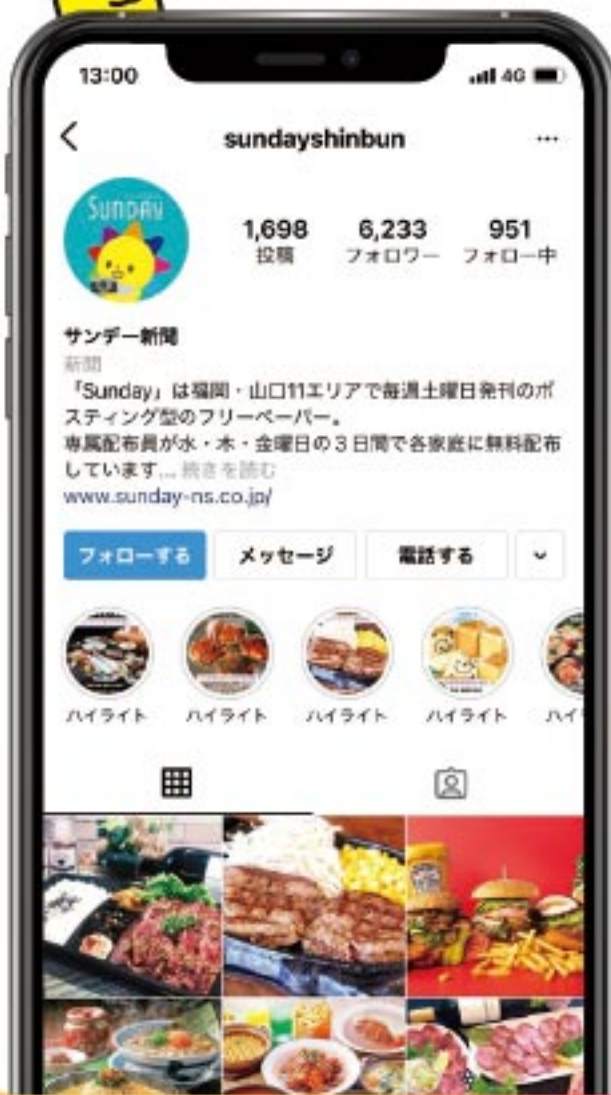 13:00
4G
sundayshinbun
...
SUNDAY
1,698
6,233
951
投稿
フォロワー
フォロー中
サンデー新聞
新聞
「Sunday」は福岡・山口11エリアで毎週土曜日発刊のポ
スティング型のフリーペーパー。
専属配布員が水・木・金曜日の3日間で各家庭に無料配布
しています... 続きを読む
www.sunday-ns.co.jp/
フォローする
メッセージ
電話する
ハイライト
ハイライト
ハイライト
ハイライト
ハイ